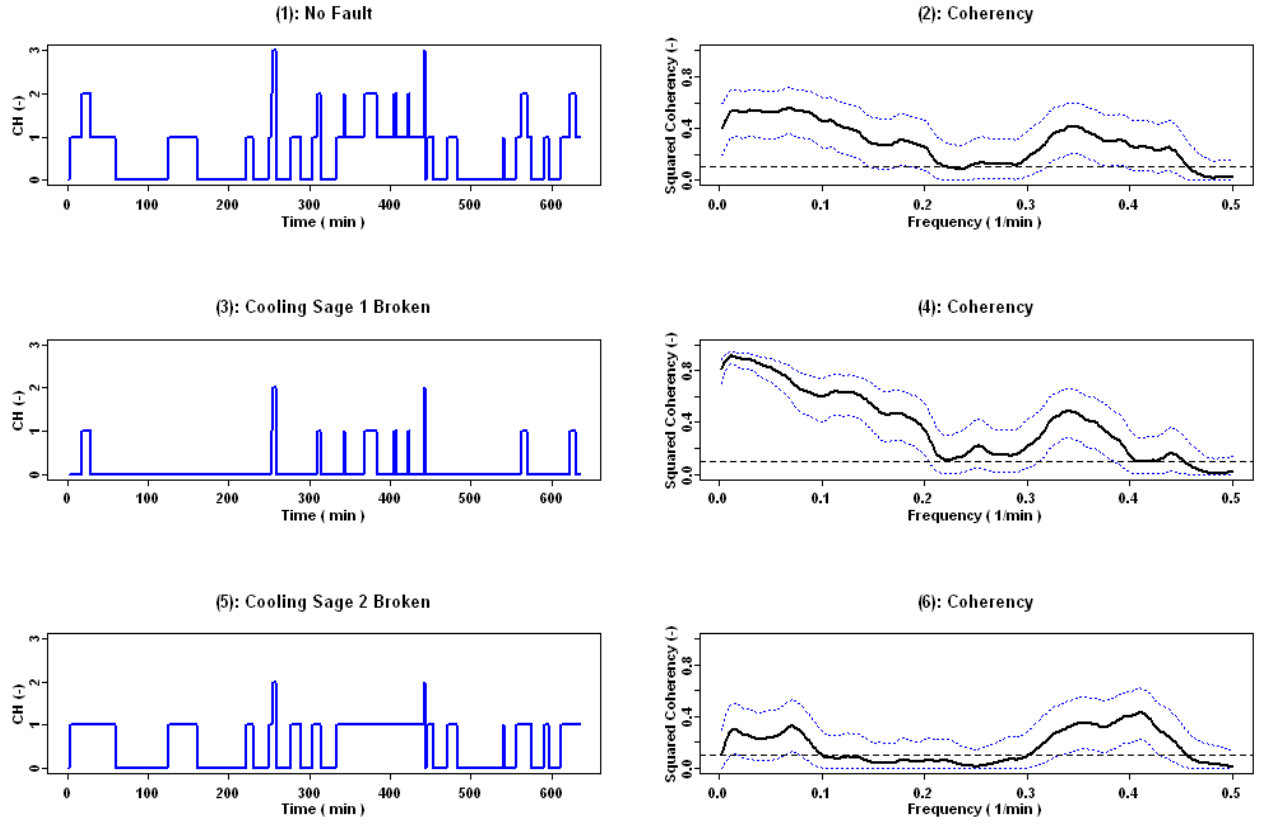 (1): No Fault
CH (-)
3
2
1
0
0 100 200 300 400 500 600
Time ( min )
(2): Coherency
Squared Coherency (-)
0.8
0.4
0.0
0.0 0.1 0.2 0.3 0.4 0.5
Frequency ( 1/min )
(3): Cooling Sage 1 Broken
CH (-)
3
2
1
0
0 100 200 300 400 500 600
Time ( min )
(4): Coherency
Squared Coherency (-)
0.8
0.4
0.0
0.0 0.1 0.2 0.3 0.4 0.5
Frequency ( 1/min )
(5): Cooling Sage 2 Broken
CH (-)
3
2
1
0
0 100 200 300 400 500 600
Time ( min )
(6): Coherency
Squared Coherency (-)
0.8
0.4
0.0
0.0 0.1 0.2 0.3 0.4 0.5
Frequency ( 1/min )